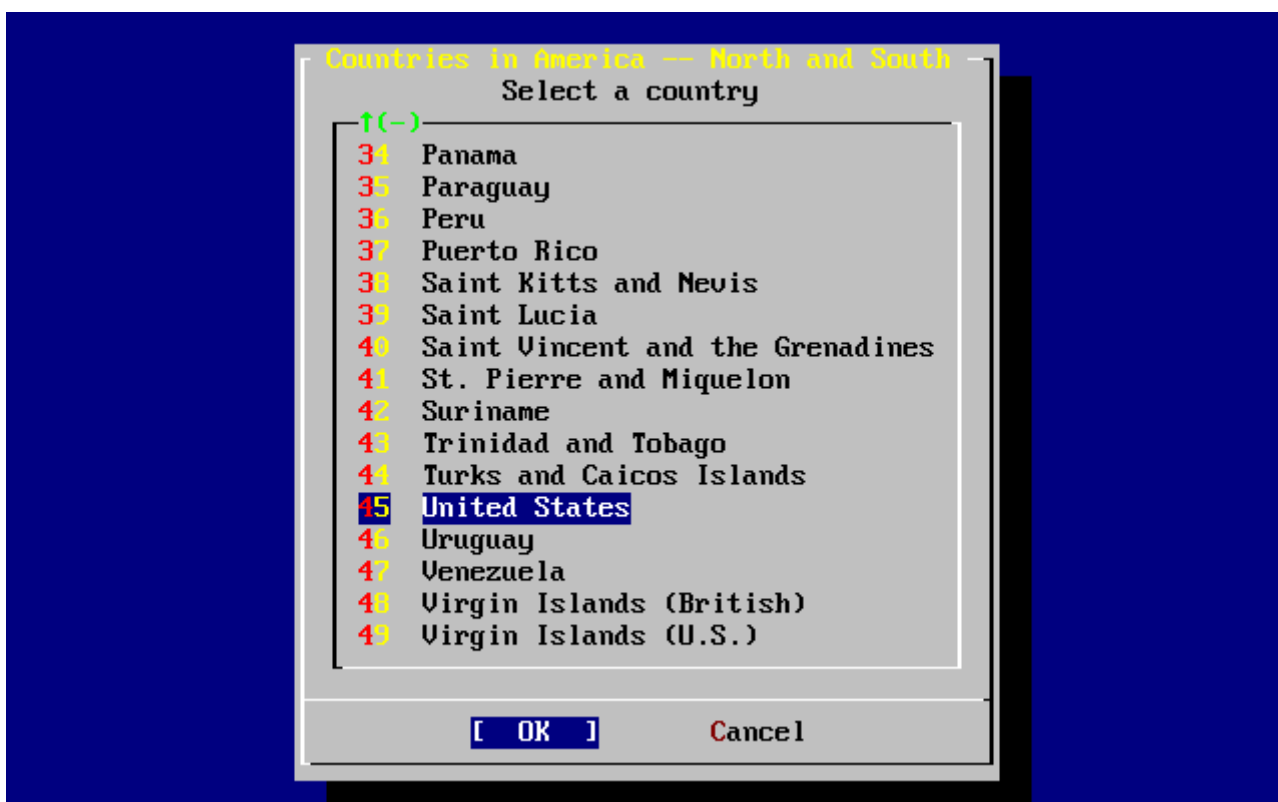 Countries in America -- North and South
Select a country
↑(-)
34 Panama
35 Paraguay
36 Peru
37 Puerto Rico
38 Saint Kitts and Nevis
39 Saint Lucia
40 Saint Vincent and the Grenadines
41 St. Pierre and Miquelon
42 Suriname
43 Trinidad and Tobago
44 Turks and Caicos Islands
45 United States
46 Uruguay
47 Venezuela
48 Virgin Islands (British)
49 Virgin Islands (U.S.)
[ OK ] Cancel